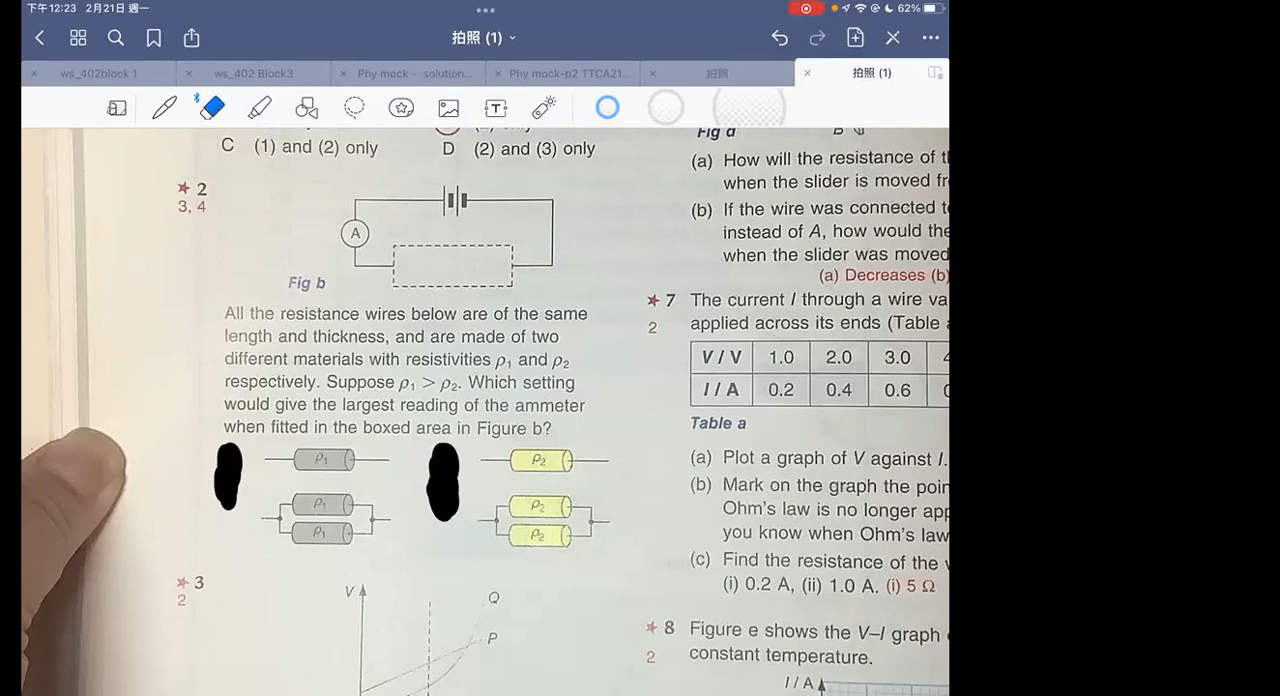 下午12:23 2月21日 週一
62%
拍照 (1)
ws_402block 1
ws_402 Block3
Phy mock - solution...
Phy mock-p2 TTCA21...
拍照
拍照 (1)
C (1) and (2) only
D (2) and (3) only
★ 2
3, 4
A
Fig b
All the resistance wires below are of the same
length and thickness, and are made of two
different materials with resistivities ρ₁ and ρ₂
respectively. Suppose ρ₁ > ρ₂. Which setting
would give the largest reading of the ammeter
when fitted in the boxed area in Figure b?
ρ₁
ρ₂
ρ₁
ρ₂
ρ₁
ρ₂
★ 3
2
V
Q
P
Fig d
B
(a) How will the resistance of
when the slider is moved
(b) If the wire was connected
instead of A, how would the
when the slider was moved
(a) Decreases (b)
★ 7 The current I through a wire
2
applied across its ends (Table
V / V 1.0 2.0 3.0
I / A 0.2 0.4 0.6
Table a
(a) Plot a graph of V against I.
(b) Mark on the graph the
Ohm's law is no longer
you know when Ohm's law
(c) Find the resistance of the
(i) 0.2 A, (ii) 1.0 A. (i) 5 Ω
★ 8 Figure e shows the V–I graph
2
constant temperature.
I / A